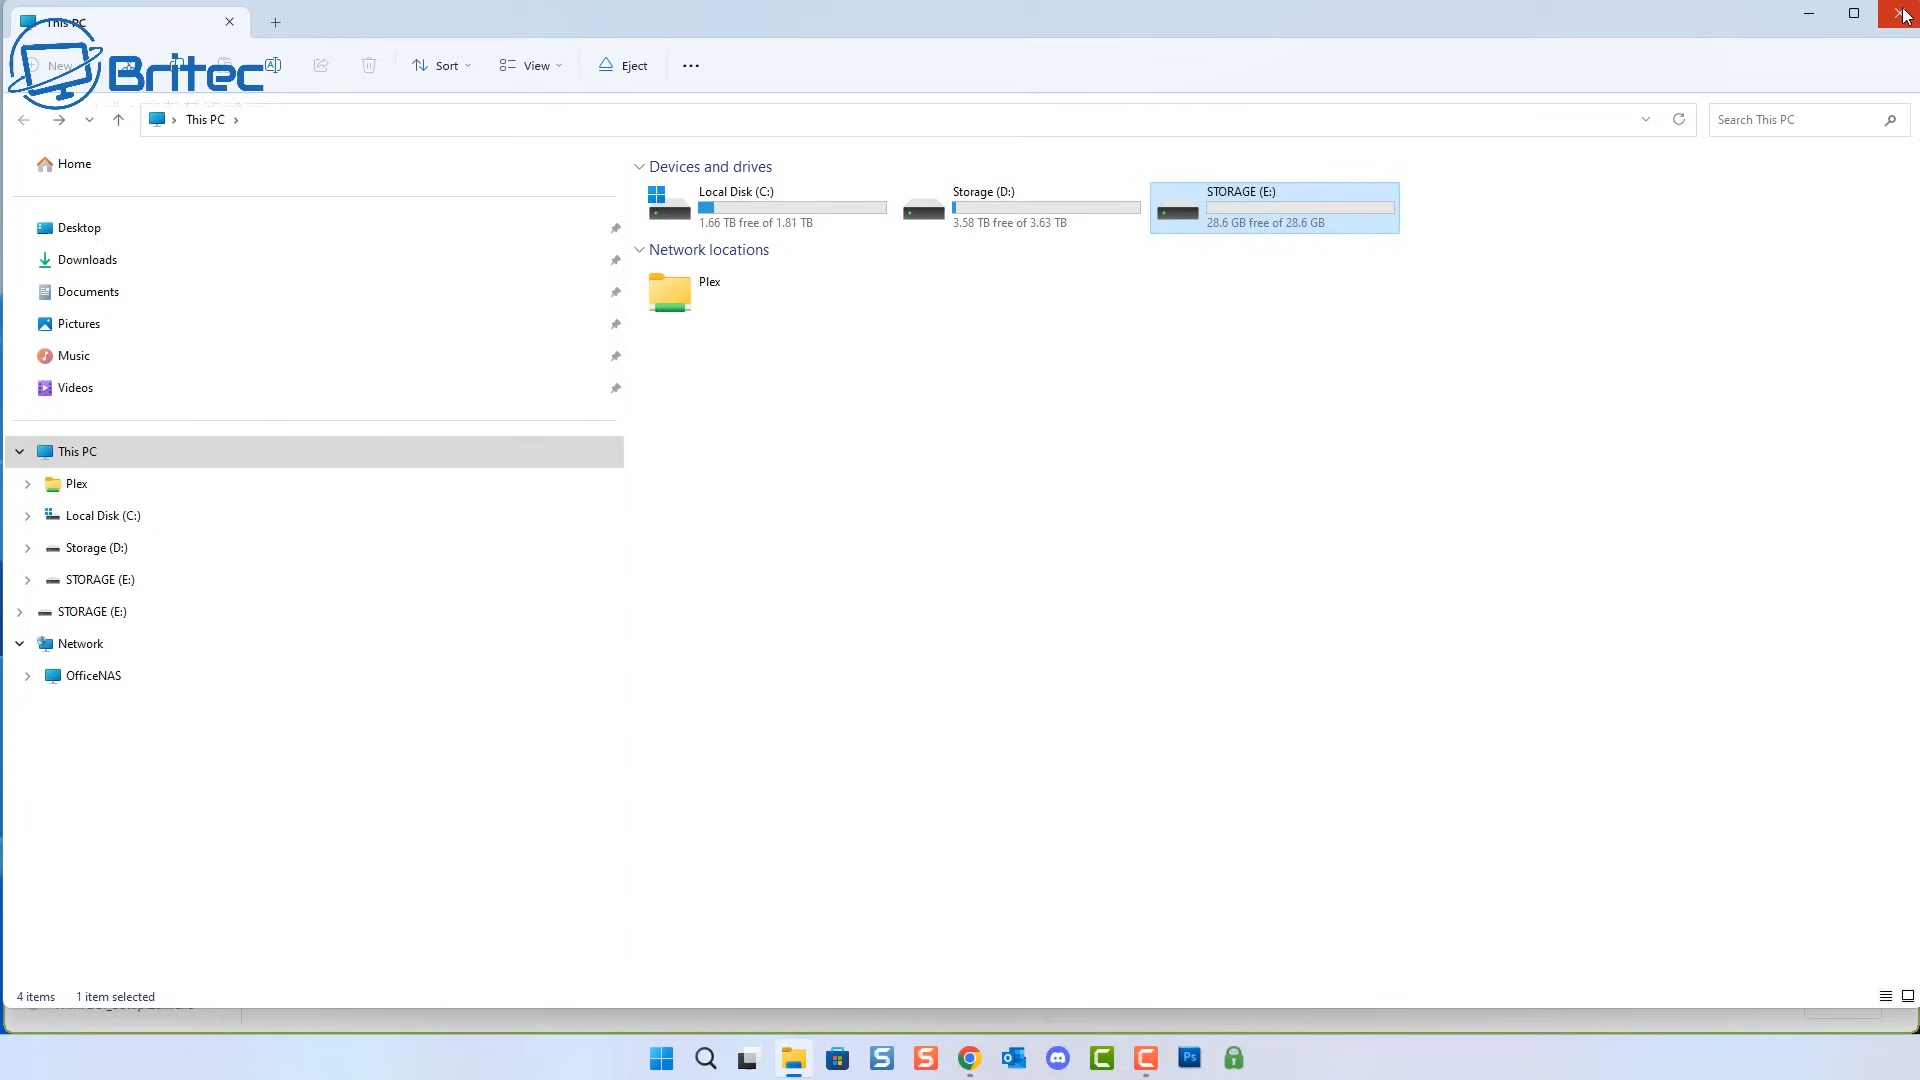 This PC
New
Sort
View
Eject
Britec
This PC
Search This PC
Home
Desktop
Downloads
Documents
Pictures
Music
Videos
This PC
Plex
Local Disk (C:)
Storage (D:)
STORAGE (E:)
STORAGE (E:)
Network
OfficeNAS
Devices and drives
Local Disk (C:)
1.66 TB free of 1.81 TB
Storage (D:)
3.58 TB free of 3.63 TB
STORAGE (E:)
28.6 GB free of 28.6 GB
Network locations
Plex
4 items
1 item selected
S
S
C
C
Ps